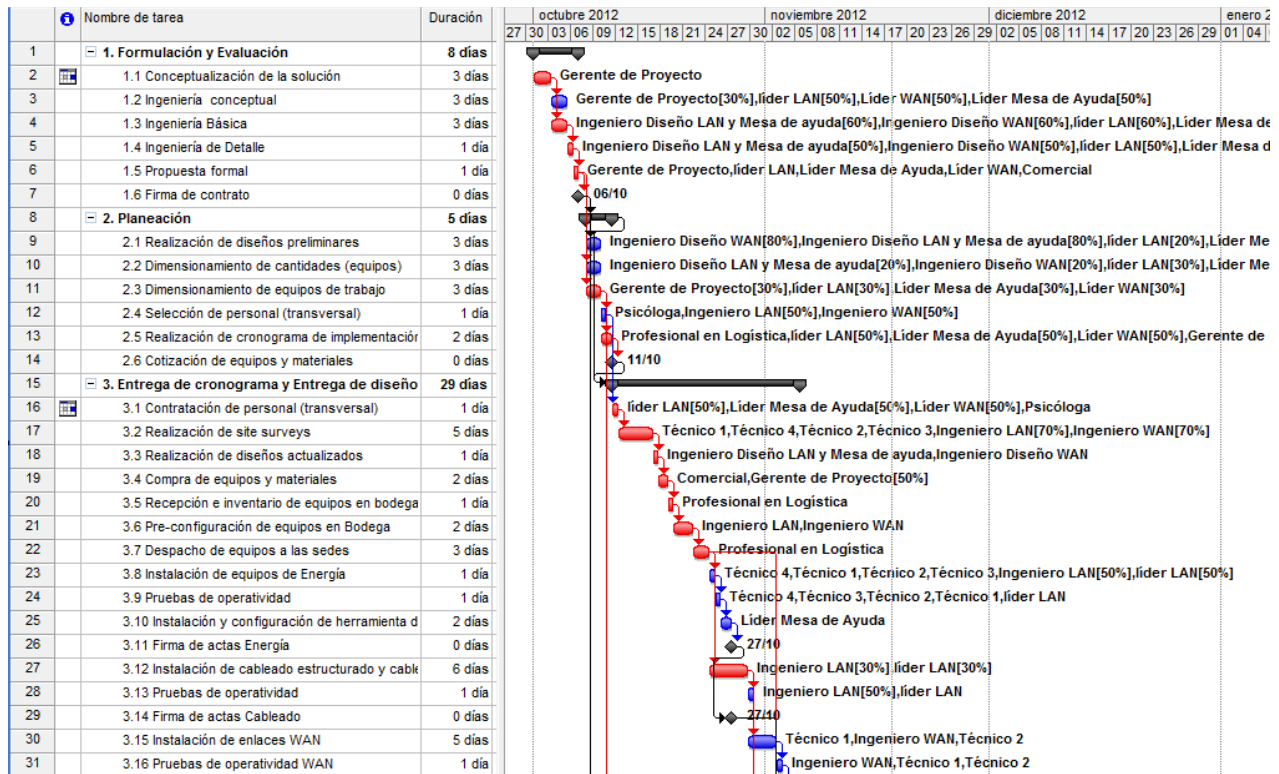 Nombre de tarea Duración octubre 2012 noviembre 2012 diciembre 2012 enero 2
27 30 03 06 09 12 15 18 21 24 27 30 02 05 08 11 14 17 20 23 26 29 02 05 08 11 14 17 20 23 26 29 01 04
1 1. Formulación y Evaluación 8 días
2 1.1 Conceptualización de la solución 3 días Gerente de Proyecto
3 1.2 Ingeniería conceptual 3 días Gerente de Proyecto[30%],líder LAN[50%],Líder WAN[50%],Líder Mesa de Ayuda[50%]
4 1.3 Ingeniería Básica 3 días Ingeniero Diseño LAN y Mesa de ayuda[60%],Ingeniero Diseño WAN[60%],líder LAN[60%],Líder Mesa de
5 1.4 Ingeniería de Detalle 1 día Ingeniero Diseño LAN y Mesa de ayuda[50%],Ingeniero Diseño WAN[50%],líder LAN[50%],Líder Mesa d
6 1.5 Propuesta formal 1 día Gerente de Proyecto,líder LAN,Líder Mesa de Ayuda,Líder WAN,Comercial
7 1.6 Firma de contrato 0 días 06/10
8 2. Planeación 5 días
9 2.1 Realización de diseños preliminares 3 días Ingeniero Diseño WAN[80%],Ingeniero Diseño LAN y Mesa de ayuda[80%],líder LAN[20%],Líder Me
10 2.2 Dimensionamiento de cantidades (equipos) 3 días Ingeniero Diseño LAN y Mesa de ayuda[20%],Ingeniero Diseño WAN[20%],líder LAN[30%],Líder Me
11 2.3 Dimensionamiento de equipos de trabajo 3 días Gerente de Proyecto[30%],líder LAN[30%],Líder Mesa de Ayuda[30%],Líder WAN[30%]
12 2.4 Selección de personal (transversal) 1 día Psicóloga,Ingeniero LAN[50%],Ingeniero WAN[50%]
13 2.5 Realización de cronograma de implementación 2 días Profesional en Logística,líder LAN[50%],Líder Mesa de Ayuda[50%],Líder WAN[50%],Gerente de
14 2.6 Cotización de equipos y materiales 0 días 11/10
15 3. Entrega de cronograma y Entrega de diseño 29 días
16 3.1 Contratación de personal (transversal) 1 día líder LAN[50%],Líder Mesa de Ayuda[50%],Líder WAN[50%],Psicóloga
17 3.2 Realización de site surveys 5 días Técnico 1,Técnico 4,Técnico 2,Técnico 3,Ingeniero LAN[70%],Ingeniero WAN[70%]
18 3.3 Realización de diseños actualizados 1 día Ingeniero Diseño LAN y Mesa de ayuda,Ingeniero Diseño WAN
19 3.4 Compra de equipos y materiales 2 días Comercial,Gerente de Proyecto[50%]
20 3.5 Recepción e inventario de equipos en bodega 1 día Profesional en Logística
21 3.6 Pre-configuración de equipos en Bodega 2 días Ingeniero LAN,Ingeniero WAN
22 3.7 Despacho de equipos a las sedes 3 días Profesional en Logística
23 3.8 Instalación de equipos de Energía 1 día Técnico 4,Técnico 1,Técnico 2,Técnico 3,Ingeniero LAN[50%],líder LAN[50%]
24 3.9 Pruebas de operatividad 1 día Técnico 4,Técnico 3,Técnico 2,Técnico 1,líder LAN
25 3.10 Instalación y configuración de herramienta d 2 días Líder Mesa de Ayuda
26 3.11 Firma de actas Energía 0 días 27/10
27 3.12 Instalación de cableado estructurado y cable 6 días Ingeniero LAN[30%],líder LAN[30%]
28 3.13 Pruebas de operatividad 1 día Ingeniero LAN[50%],líder LAN
29 3.14 Firma de actas Cableado 0 días 27/10
30 3.15 Instalación de enlaces WAN 5 días Técnico 1,Ingeniero WAN,Técnico 2
31 3.16 Pruebas de operatividad WAN 1 día Ingeniero WAN,Técnico 1,Técnico 2